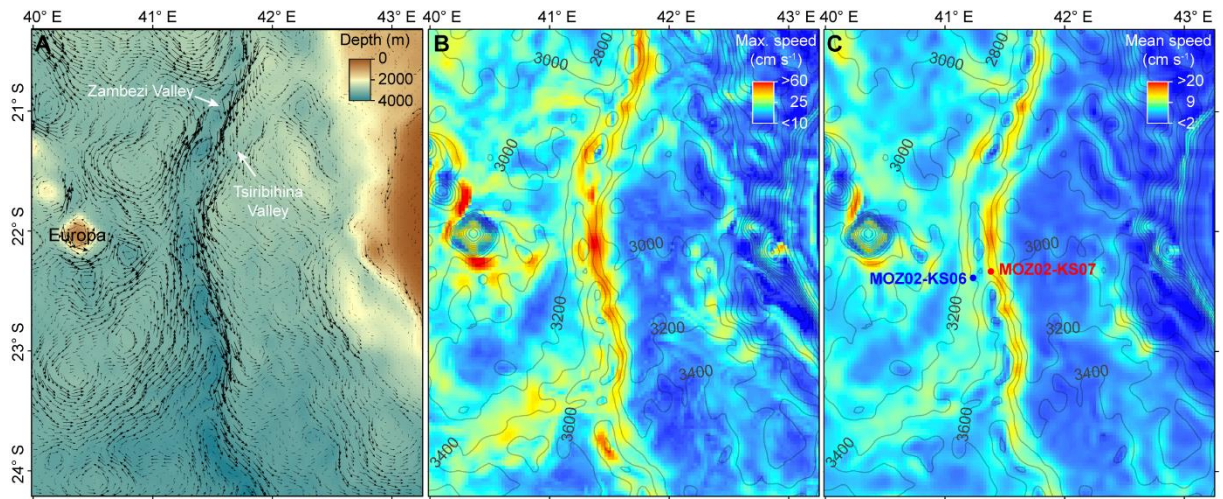 40° E 41° E 42° E 43° E 40° E 41° E 42° E 43° E 40° E 41° E 42° E 43° E
A
Depth (m)
0
2000
4000
Zambezi Valley
Tsiribihina
Valley
Europa
21° S
22° S
23° S
24° S
B
Max. speed
(cm s⁻¹)
>60
25
<10
3000
2800
3000
3000
3200
3200
3400
3600
3400
C
Mean speed
(cm s⁻¹)
>20
9
<2
3000
2800
3000
3000
MOZ02-KS06
MOZ02-KS07
3200
3200
3400
3600
3400